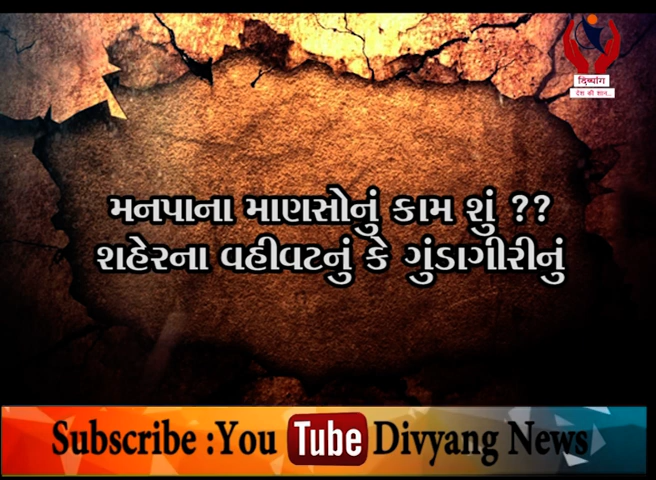 दिव्यांग
देश की शान..
મનપાના માણસોનું કામ શું ??
શહેરના વહીવટનું કે ગુંડાગીરીનું
Subscribe :You Tube Divyang News